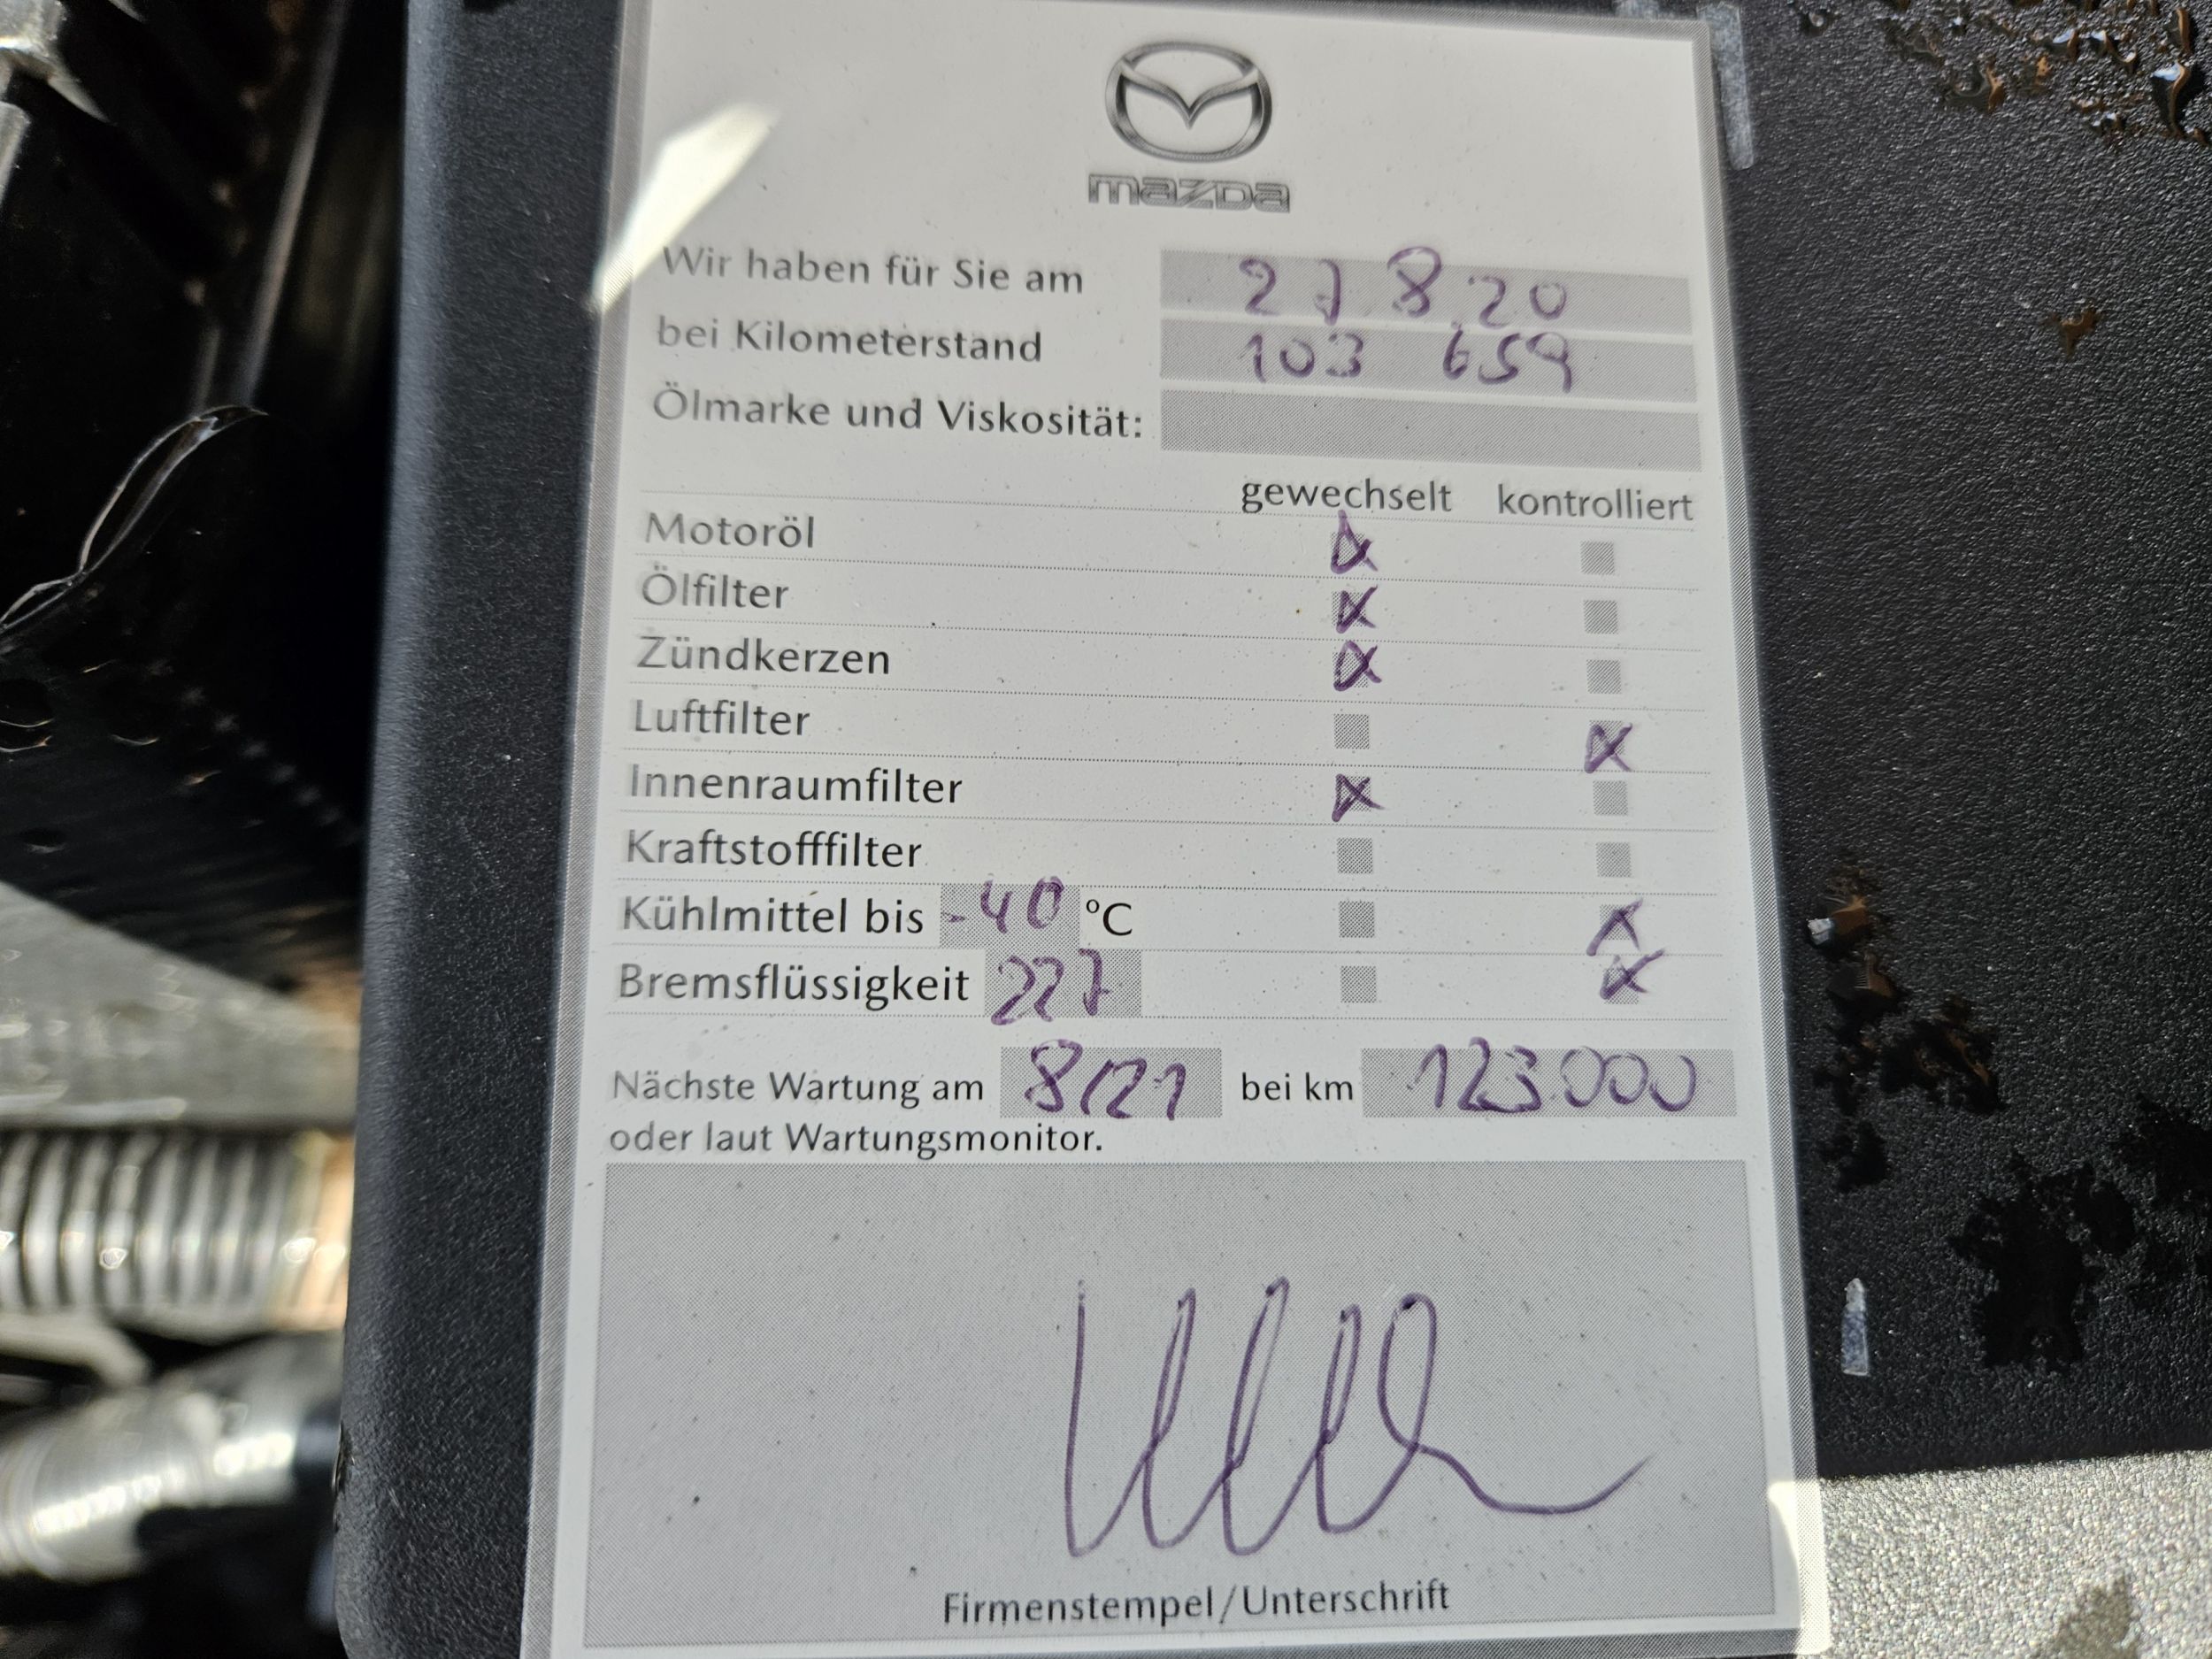 mazda
Wir haben für Sie am 27 8.20
bei Kilometerstand 103 659
Ölmarke und Viskosität:
gewechselt kontrolliert
Motoröl
Ölfilter
Zündkerzen
Luftfilter
Innenraumfilter
Kraftstofffilter
Kühlmittel bis -40 °C
Bremsflüssigkeit 227
Nächste Wartung am 8/21 bei km 123.000
oder laut Wartungsmonitor.
Firmenstempel/Unterschrift